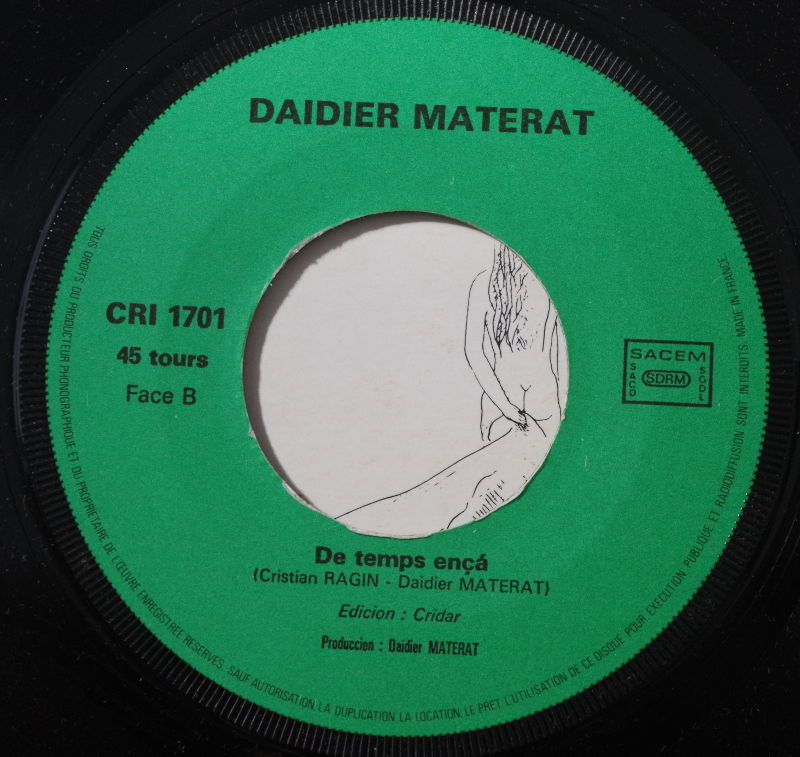 DAIDIER MATERAT
CRI 1701
45 tours
Face B
SACEM
SACD
SDRM
SGDL
De temps ençá
(Cristian RAGIN - Daidier MATERAT)
Edicion : Cridar
Produccien : Daidier MATERAT
TOUS DROITS DU PRODUCTEUR PHONOGRAPHIQUE ET DU PROPRIETAIRE DE L'ŒUVRE ENREGISTREE RESERVES. SAUF AUTORISATION LA DUPLICATION LA LOCATION. LE PRET L'UTILISATION DE CE DISQUE POUR EXECUTION PUBLIQUE ET RADIODIFFUSION SONT INTERDITS. MADE IN FRANCE.